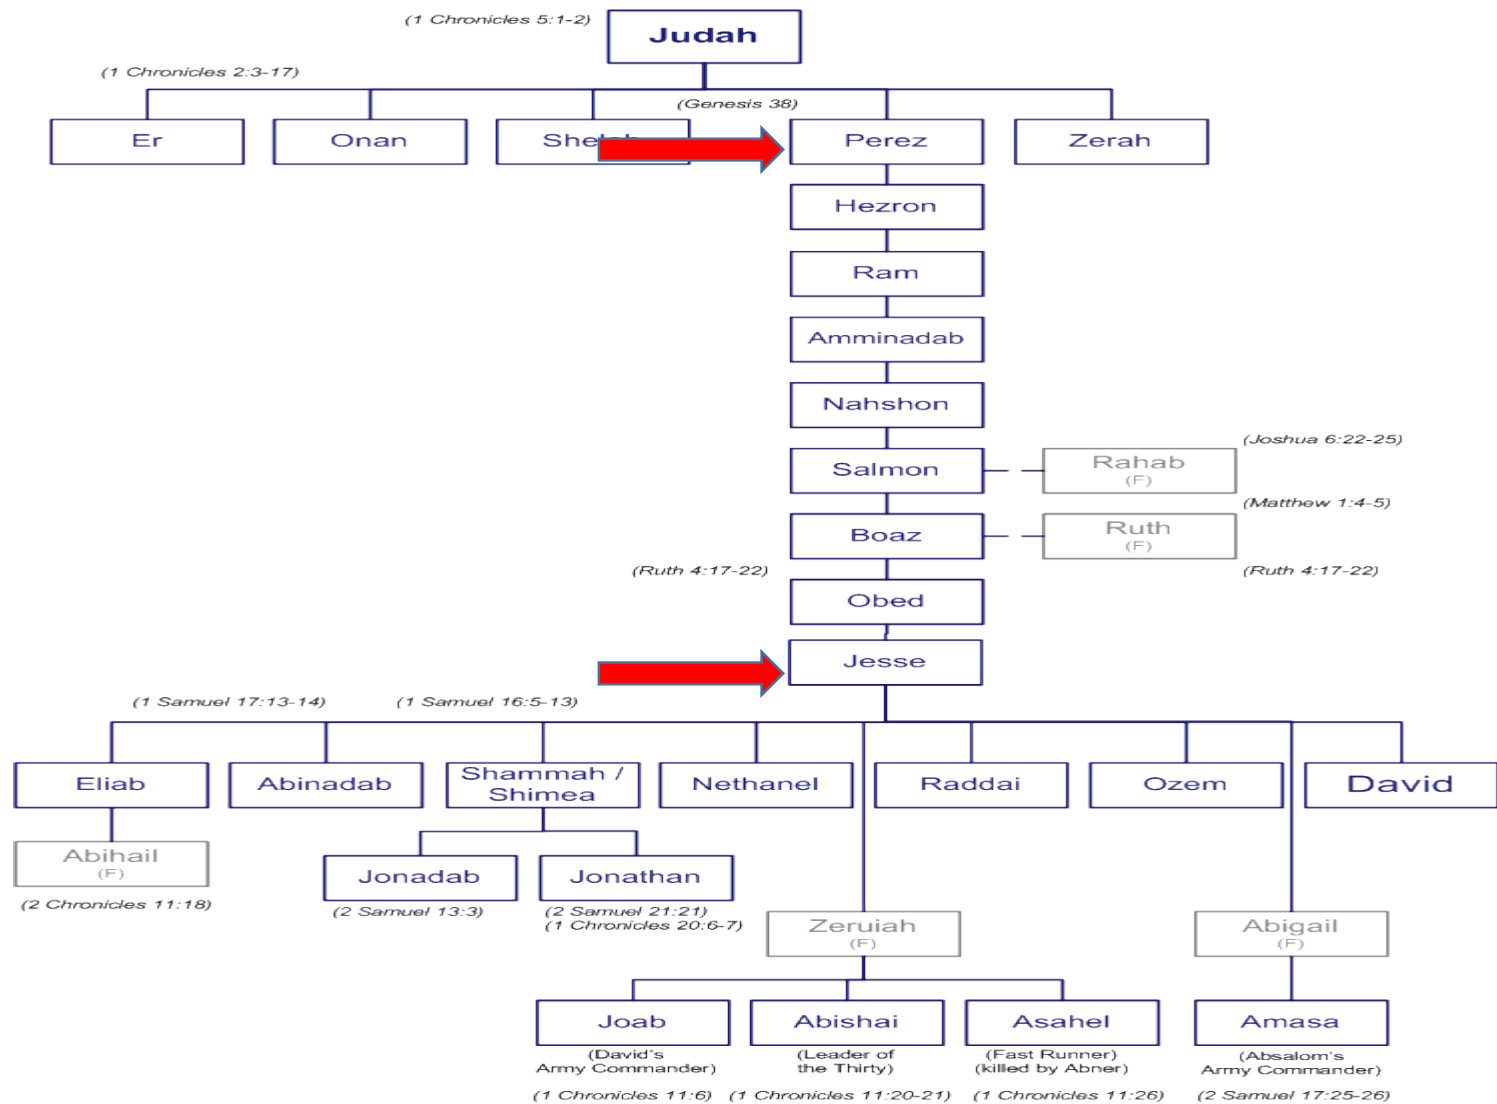 (1 Chronicles 5:1-2)
Judah
(1 Chronicles 2:3-17)
(Genesis 38)
Er
Onan
Perez
Zerah
Hezron
Ram
Amminadab
Nahshon
(Joshua 6:22-25)
Salmon
Rahab
(F)
(Matthew 1:4-5)
Boaz
Ruth
(F)
(Ruth 4:17-22)
(Ruth 4:17-22)
Obed
Jesse
(1 Samuel 17:13-14)
(1 Samuel 16:5-13)
Eliab
Abinadab
Shammah /
Shimea
Nethanel
Raddai
Ozem
David
Abihail
(F)
(2 Chronicles 11:18)
Jonadab
(2 Samuel 13:3)
Jonathan
(2 Samuel 21:21)
(1 Chronicles 20:6-7)
Zeruiah
(F)
Abigail
(F)
Joab
(David's
Army Commander)
(1 Chronicles 11:6)
Abishai
(Leader of
the Thirty)
(1 Chronicles 11:20-21)
Asahel
(Fast Runner)
(killed by Abner)
(1 Chronicles 11:26)
Amasa
(Absalom's
Army Commander)
(2 Samuel 17:25-26)